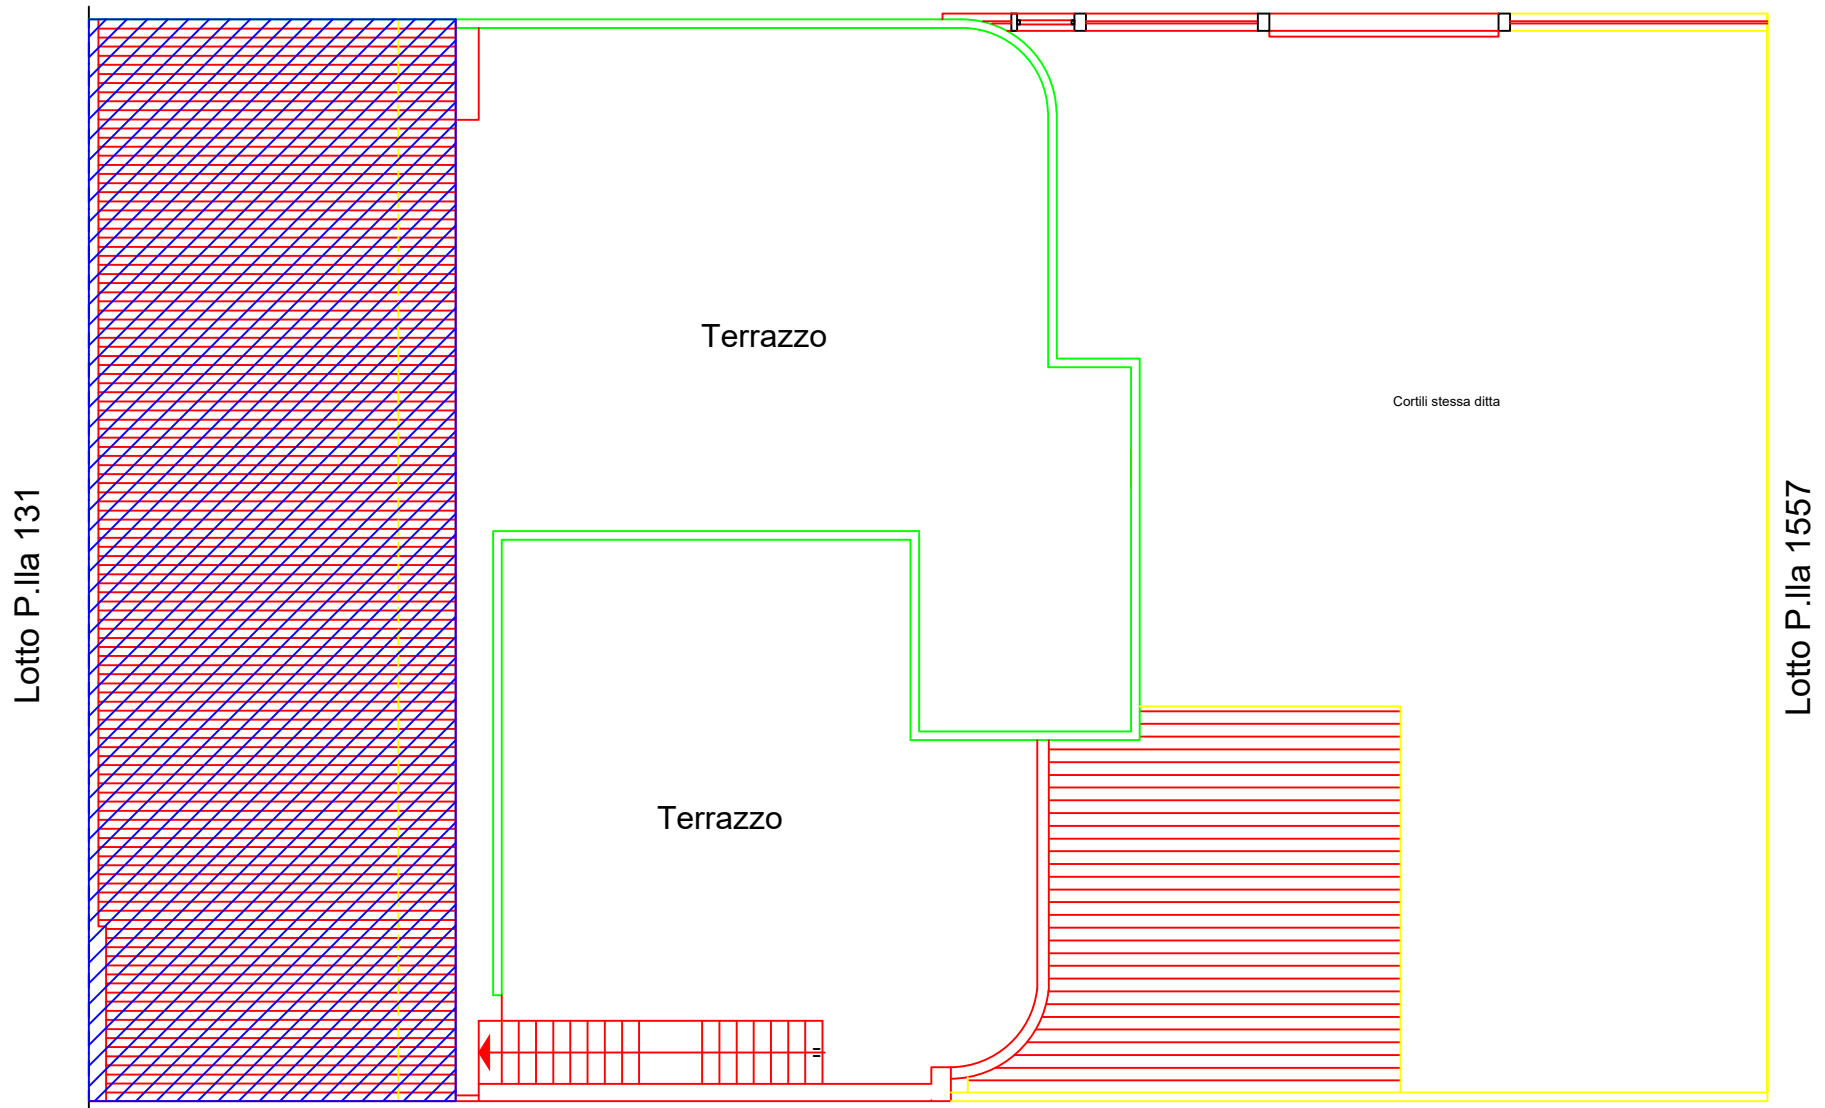 Terrazzo
Cortili stessa ditta
Lotto P.lla 131
Lotto P.lla 1557
Terrazzo